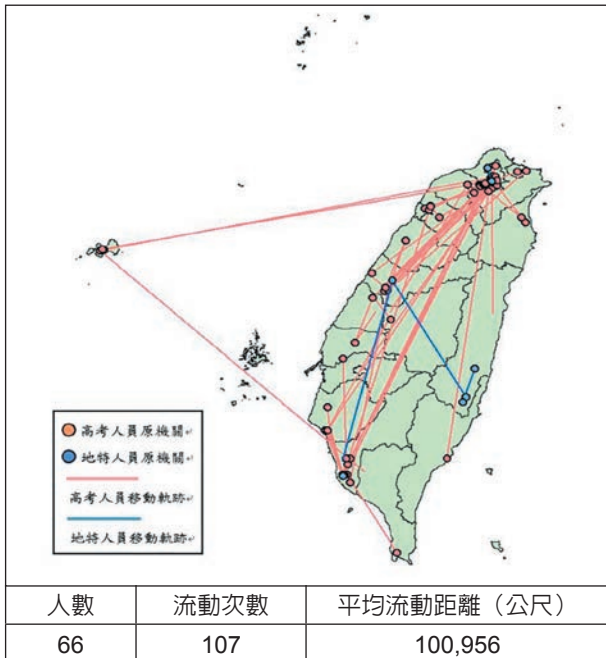 高考人員原機關
地特人員原機關
高考人員移動軌跡
地特人員移動軌跡
人數 流動次數 平均流動距離（公尺）
66 107 100,956